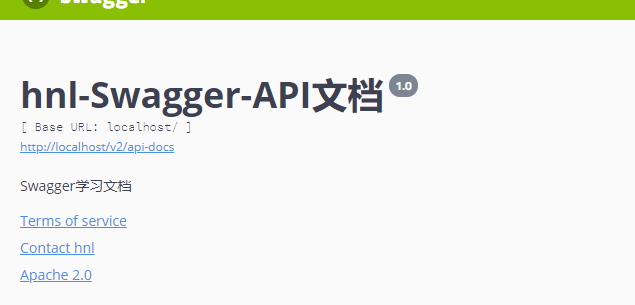 swagger
hnl-Swagger-API文档 1.0
[ Base URL: localhost/ ]
http://localhost/v2/api-docs
Swagger学习文档
Terms of service
Contact hnl
Apache 2.0